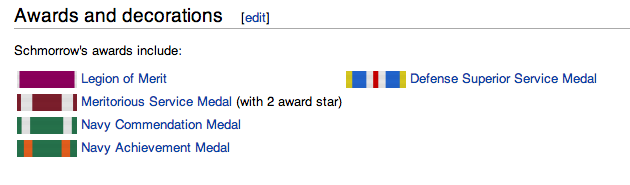 Awards and decorations [edit]
Schmorrow's awards include:
Legion of Merit Defense Superior Service Medal
Meritorious Service Medal (with 2 award star)
Navy Commendation Medal
Navy Achievement Medal